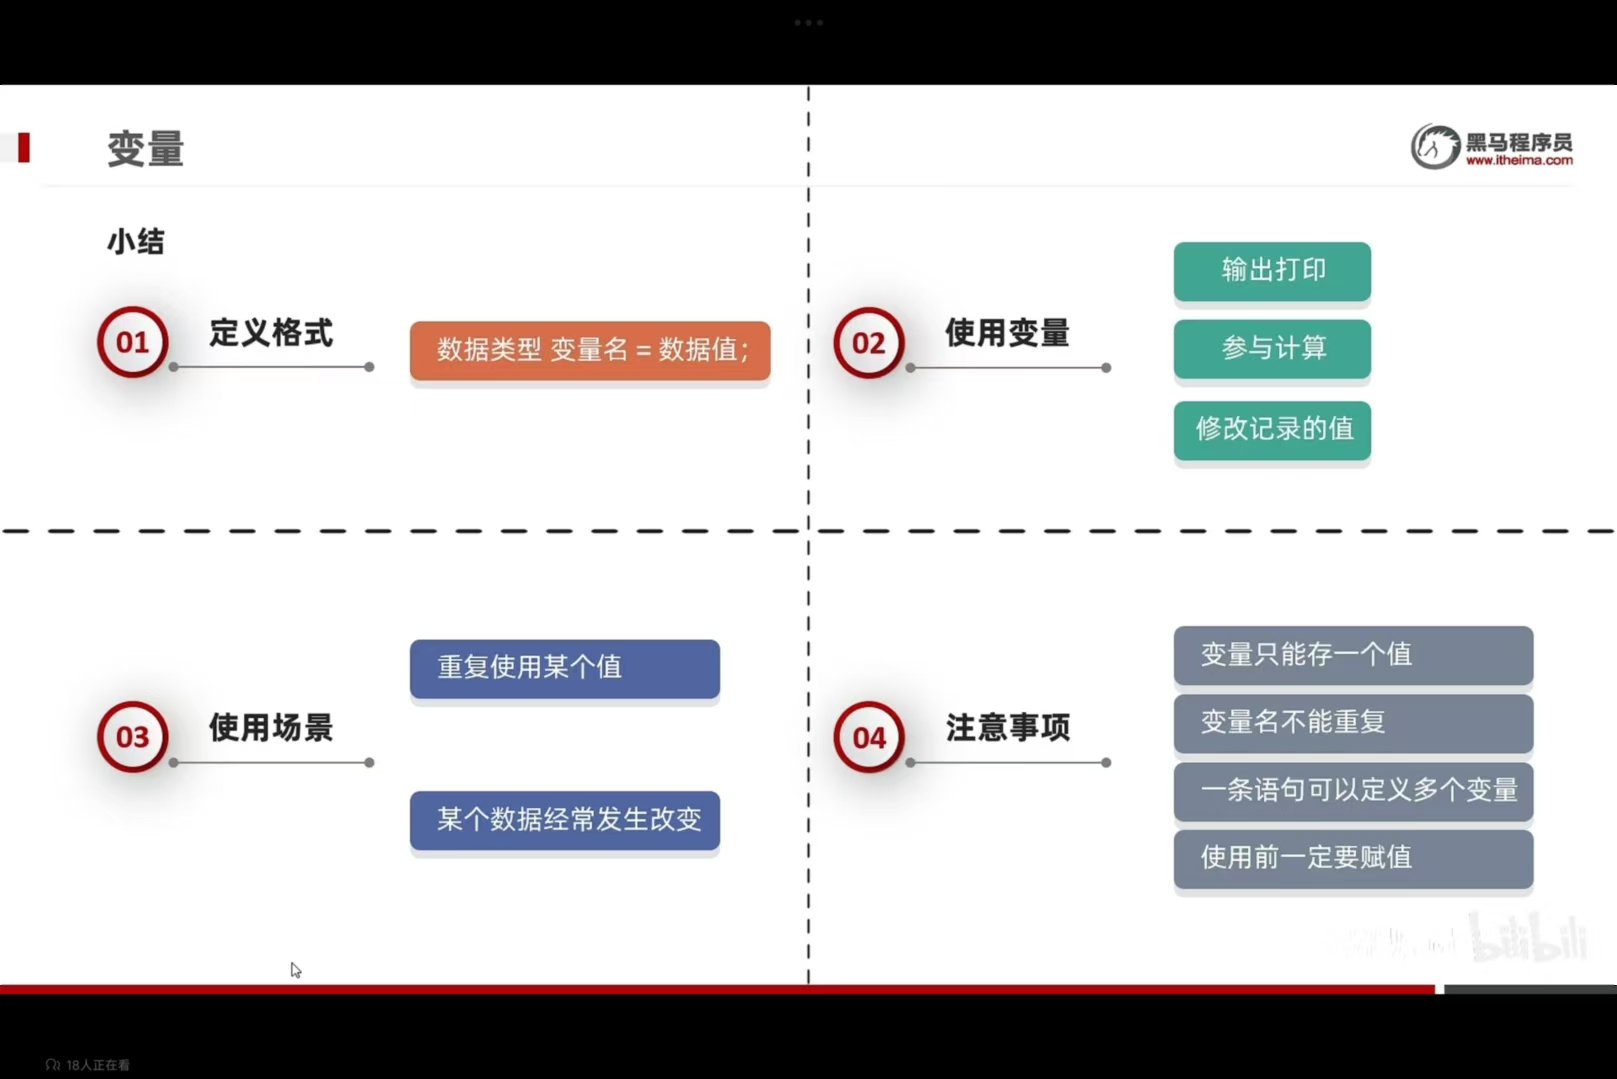 变量
黑马程序员
www.itheima.com
小结
01
定义格式
数据类型 变量名 = 数据值；
02
使用变量
输出打印
参与计算
修改记录的值
03
使用场景
重复使用某个值
某个数据经常发生改变
04
注意事项
变量只能存一个值
变量名不能重复
一条语句可以定义多个变量
使用前一定要赋值
bilibili
18人正在看